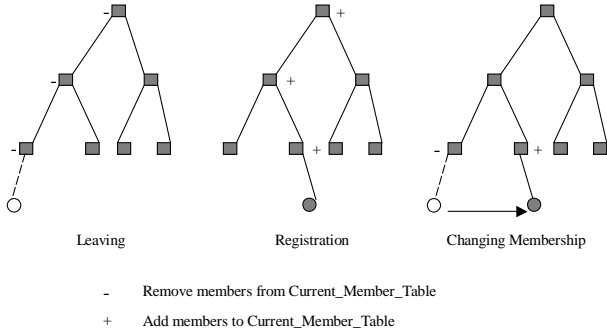 - +
- +
- + - +
Leaving Registration Changing Membership
- Remove members from Current_Member_Table
+ Add members to Current_Member_Table